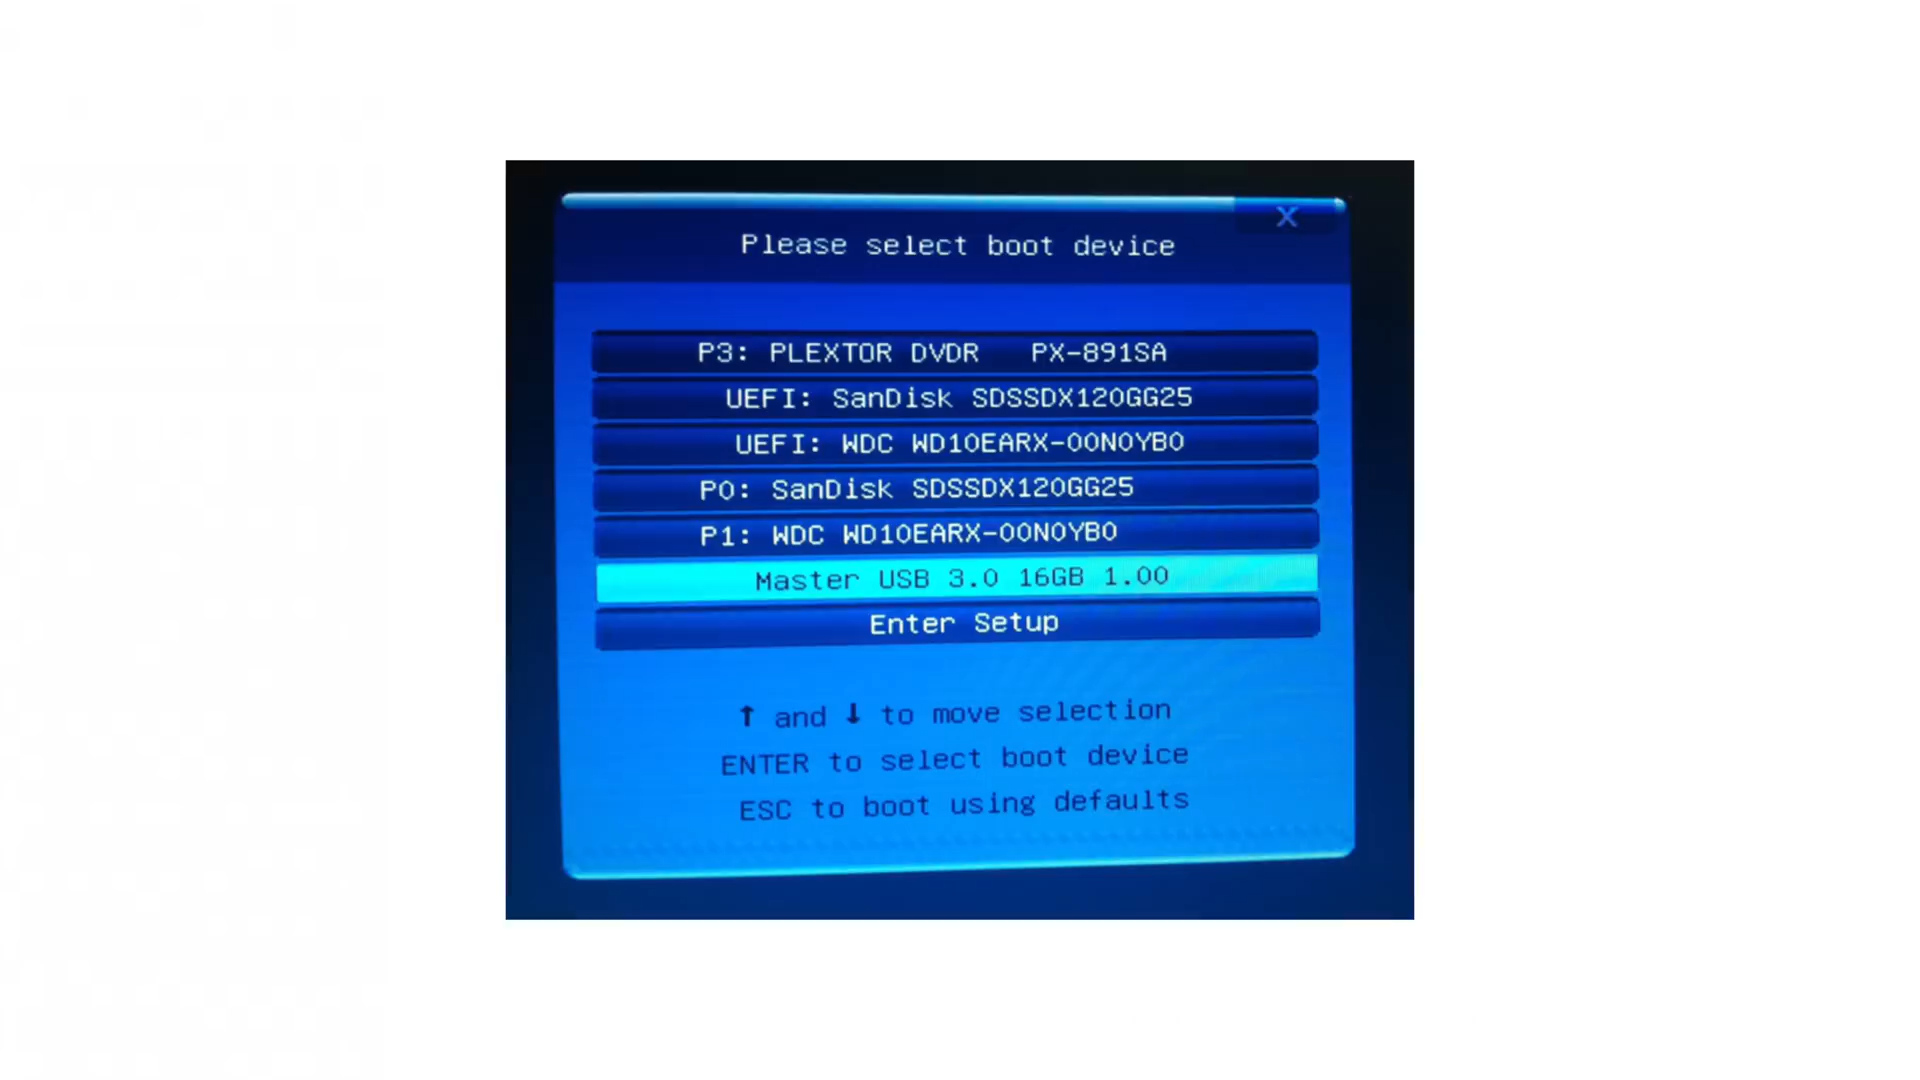 X
Please select boot device
P3: PLEXTOR DVDR PX-891SA
UEFI: SanDisk SDSSDX120GG25
UEFI: WDC WD10EARX-00N0YB0
P0: SanDisk SDSSDX120GG25
P1: WDC WD10EARX-00N0YB0
Master USB 3.0 16GB 1.00
Enter Setup
↑ and ↓ to move selection
ENTER to select boot device
ESC to boot using defaults